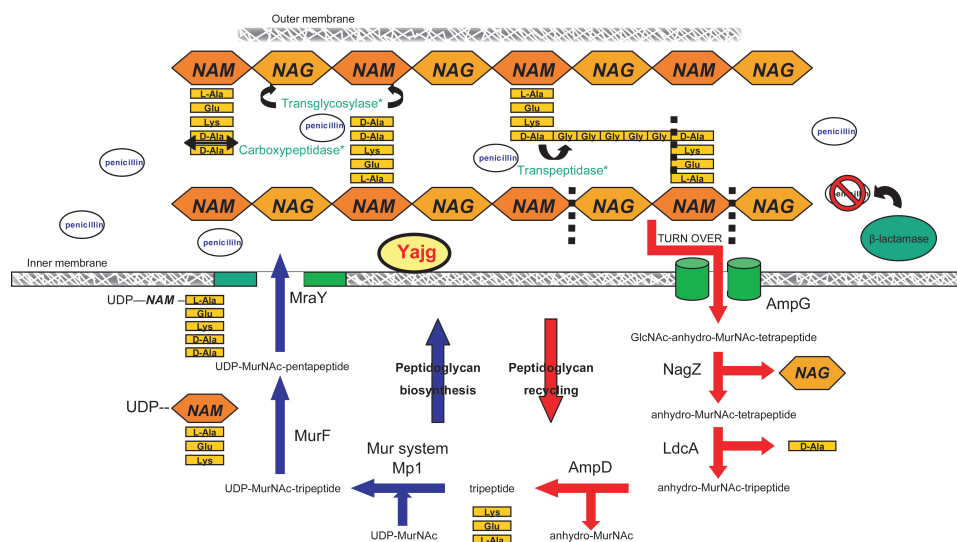 Outer membrane
NAM NAG NAM NAG NAM NAG NAM NAG
L-Ala
Glu
Lys
D-Ala
D-Ala
Transglycosylase*
penicillin
Carboxypeptidase*
D-Ala
D-Ala
Lys
Glu
L-Ala
L-Ala
Glu
Lys
D-Ala Gly Gly Gly Gly Gly D-Ala
Lys
Glu
L-Ala
penicillin
Transpeptidase*
penicillin
penicillin
penicillin
penicillin
NAM NAG NAM NAG NAM NAG NAM NAG
β-lactamase
TURN OVER
Yajg
Inner membrane
MraY
AmpG
UDP—NAM – L-Ala
Glu
Lys
D-Ala
D-Ala
UDP-MurNAc-pentapeptide
Peptidoglycan
biosynthesis
Peptidoglycan
recycling
GlcNAc-anhydro-MurNAc-tetrapeptide
NagZ
NAG
anhydro-MurNAc-tetrapeptide
UDP-- NAM
L-Ala
Glu
Lys
MurF
Mur system
Mp1
AmpD
LdcA
D-Ala
UDP-MurNAc-tripeptide
tripeptide
anhydro-MurNAc-tripeptide
Lys
Glu
L-Ala
UDP-MurNAc
anhydro-MurNAc